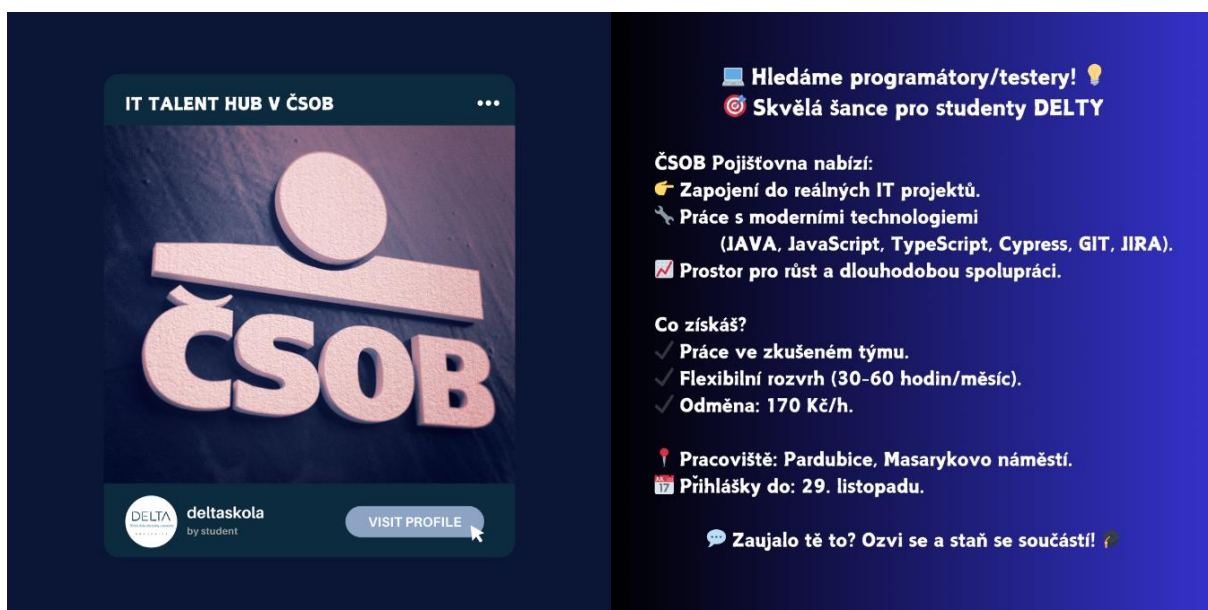 IT TALENT HUB V ČSOB
ČSOB
DELTA
deltaskola
by student
VISIT PROFILE
💻 Hledáme programátory/testery! 💡
🎯 Skvělá šance pro studenty DELTY
ČSOB Pojišťovna nabízí:
👉 Zapojení do reálných IT projektů.
🔧 Práce s moderními technologiemi
(JAVA, JavaScript, TypeScript, Cypress, GIT, JIRA).
📈 Prostor pro růst a dlouhodobou spolupráci.
Co získáš?
✓ Práce ve zkušeném týmu.
✓ Flexibilní rozvrh (30-60 hodin/měsíc).
✓ Odměna: 170 Kč/h.
📍 Pracoviště: Pardubice, Masarykovo náměstí.
📅 Přihlášky do: 29. listopadu.
💬 Zaujalo tě to? Ozvi se a staň se součástí! 🎓